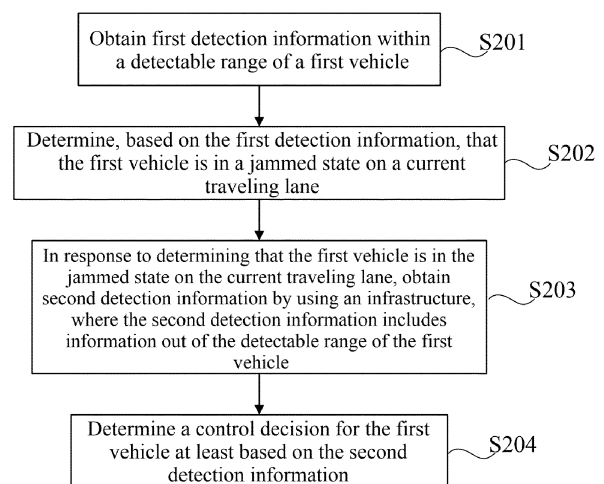 Obtain first detection information within
a detectable range of a first vehicle
S201
Determine, based on the first detection information, that
the first vehicle is in a jammed state on a current
traveling lane
S202
In response to determining that the first vehicle is in the
jammed state on the current traveling lane, obtain
second detection information by using an infrastructure,
where the second detection information includes
information out of the detectable range of the first
vehicle
S203
Determine a control decision for the first
vehicle at least based on the second
detection information
S204